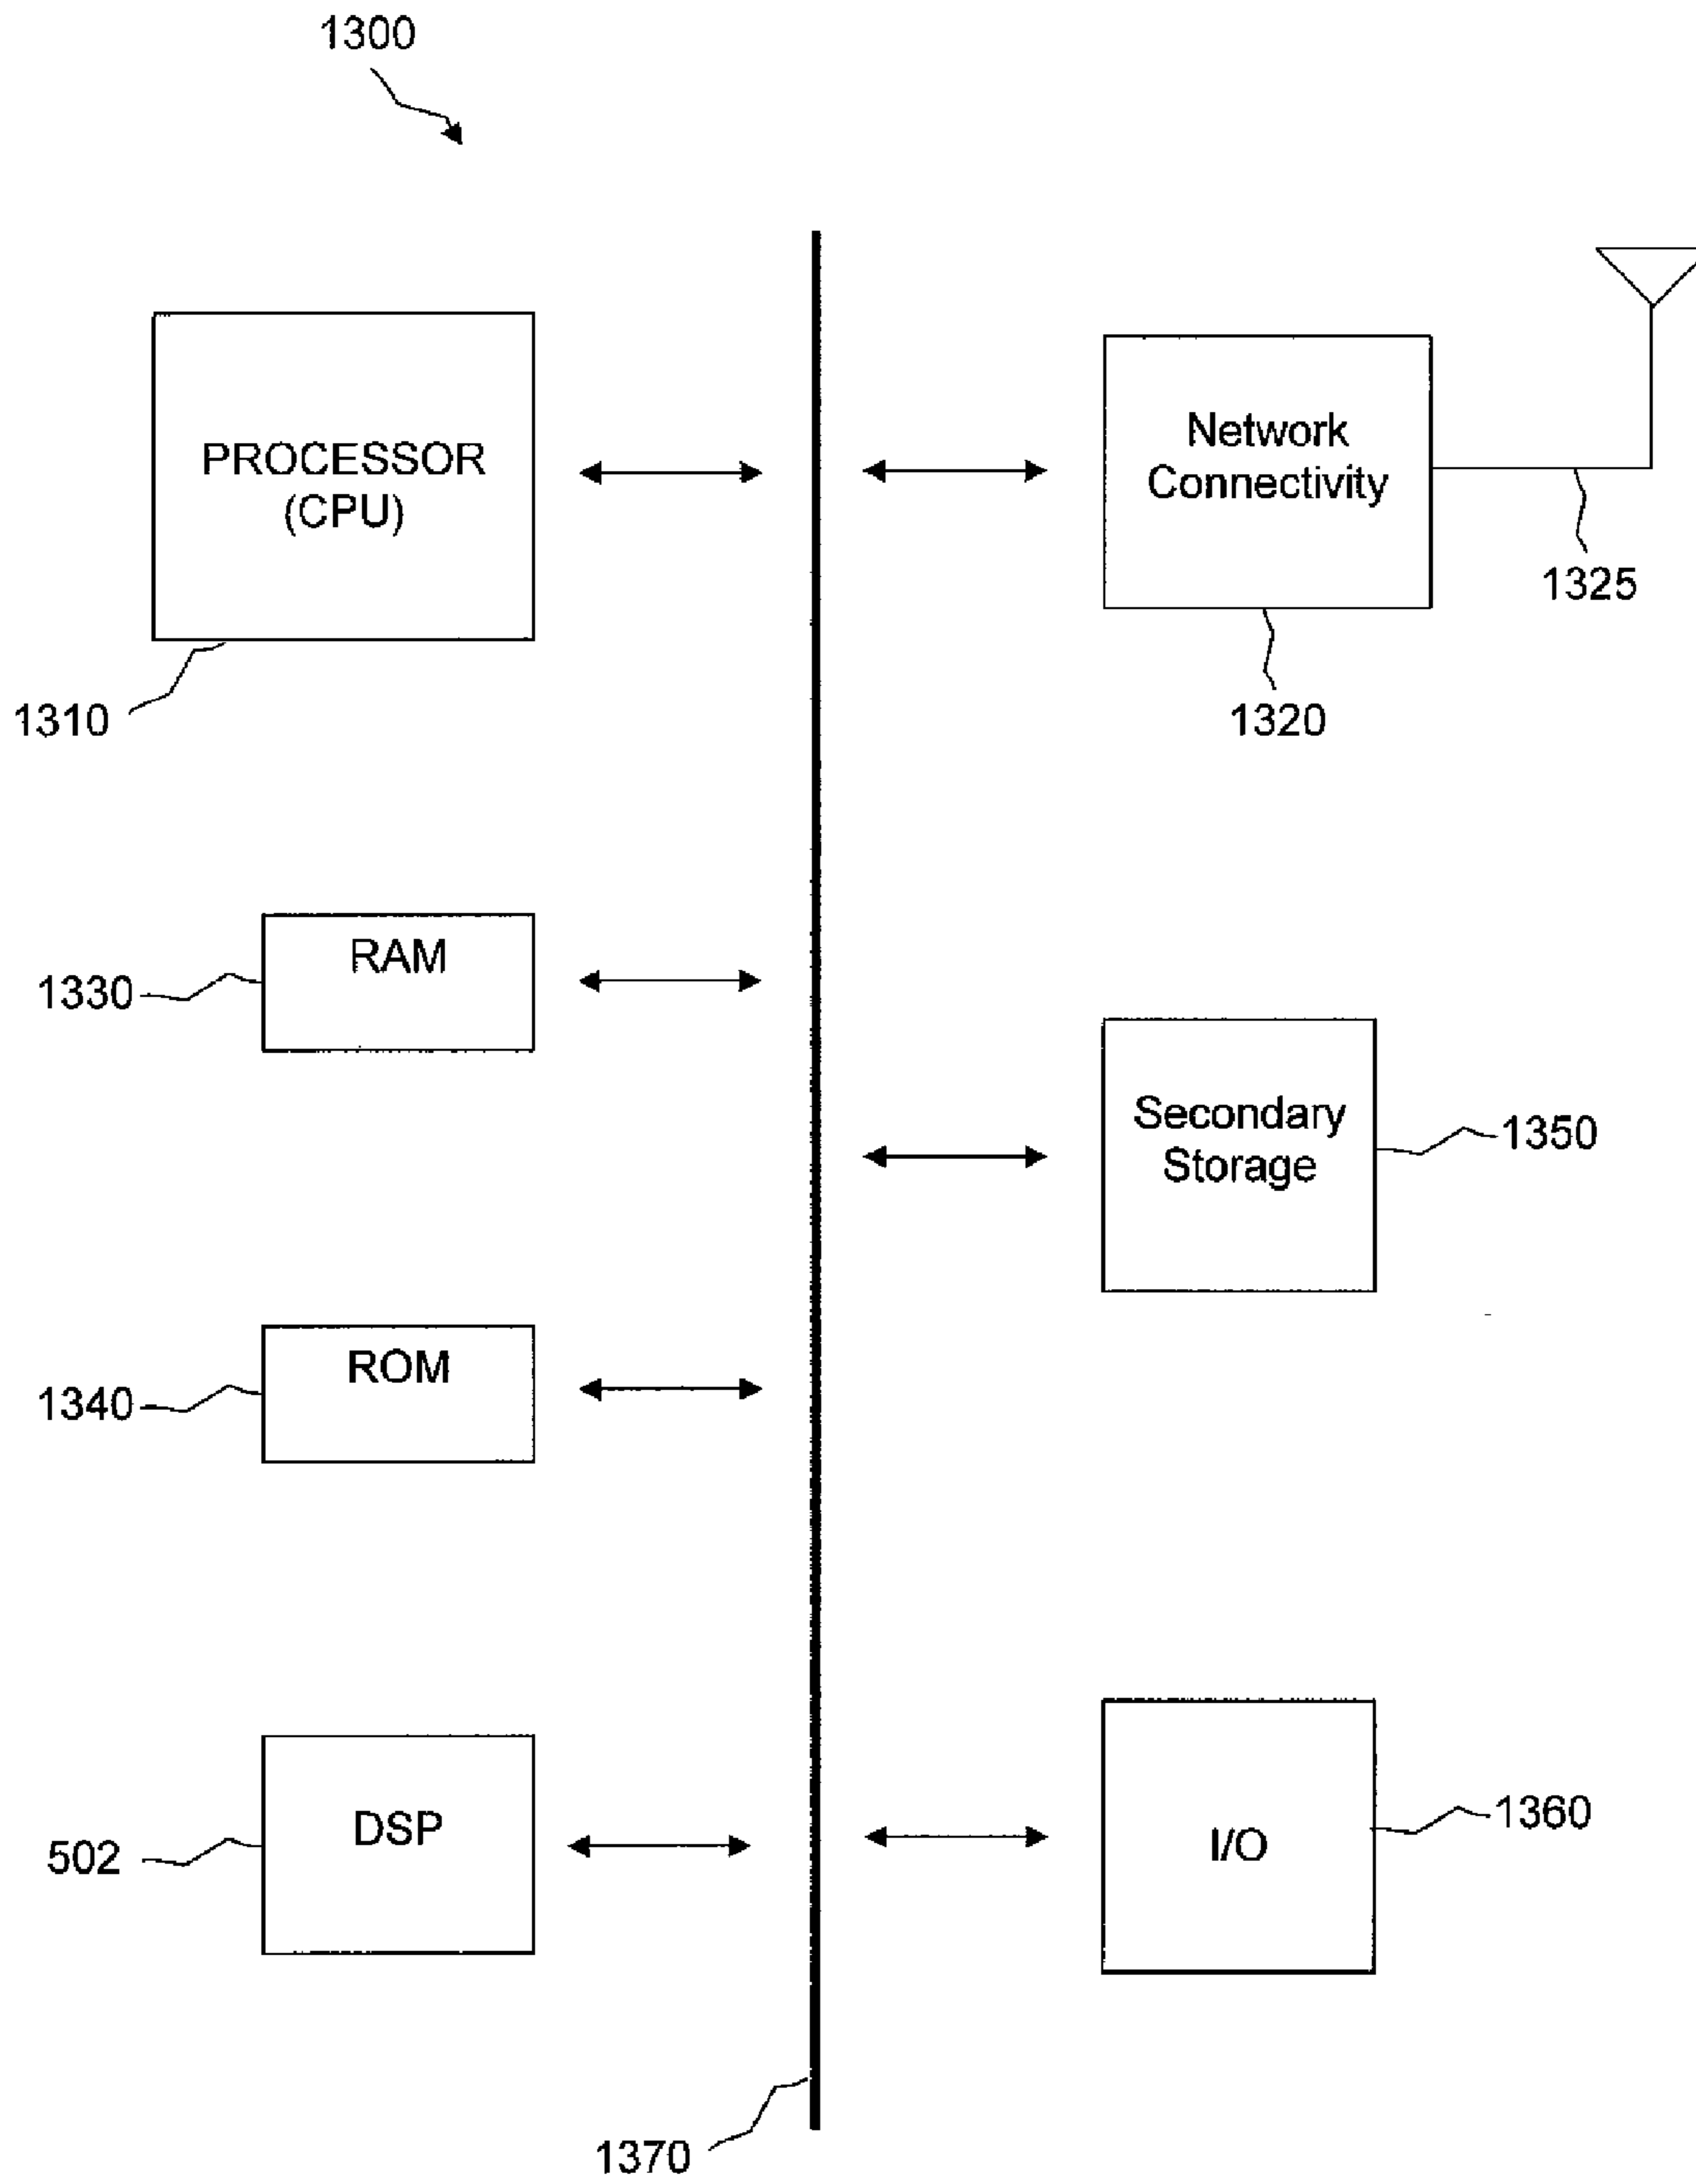 1300
PROCESSOR
(CPU)
Network
Connectivity
1325
1310
1320
RAM
1330
Secondary
Storage
1350
ROM
1340
DSP
502
I/O
1360
1370